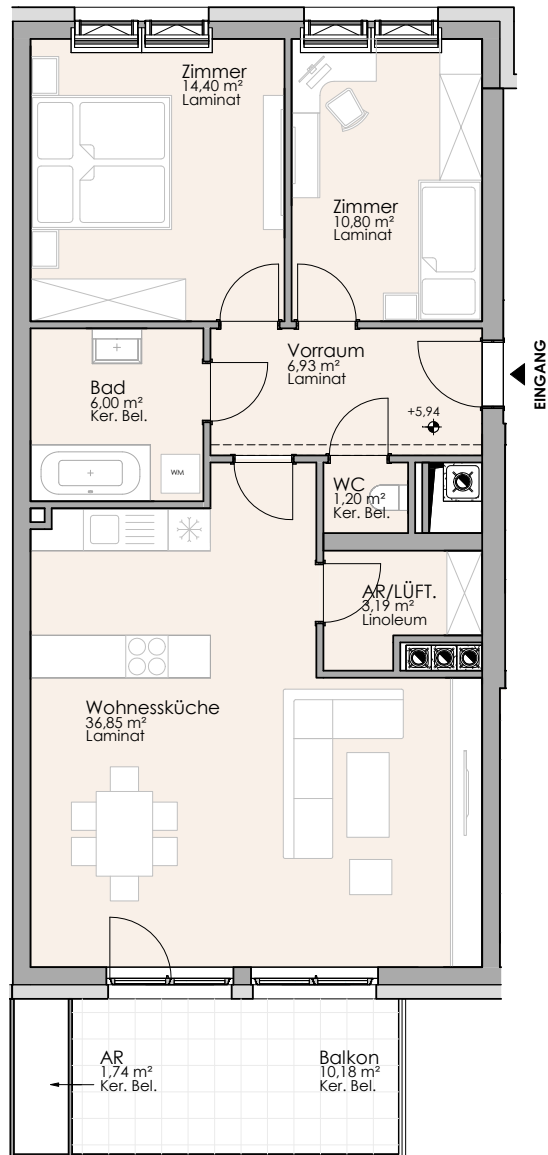 Zimmer
14,40 m²
Laminat
Zimmer
10,80 m²
Laminat
Vorraum
6,93 m²
Laminat
+5,94
EINGANG
Bad
6,00 m²
Ker. Bel.
WM
WC
1,20 m²
Ker. Bel.
AR/LÜFT.
3,19 m²
Linoleum
Wohnessküche
36,85 m²
Laminat
AR
1,74 m²
Ker. Bel.
Balkon
10,18 m²
Ker. Bel.